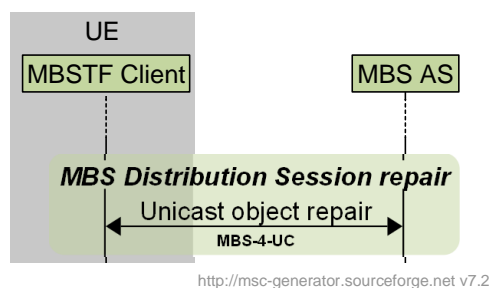 UE
MBSTF Client
MBS AS
MBS Distribution Session repair
Unicast object repair
MBS-4-UC
http://msc-generator.sourceforge.net v7.2